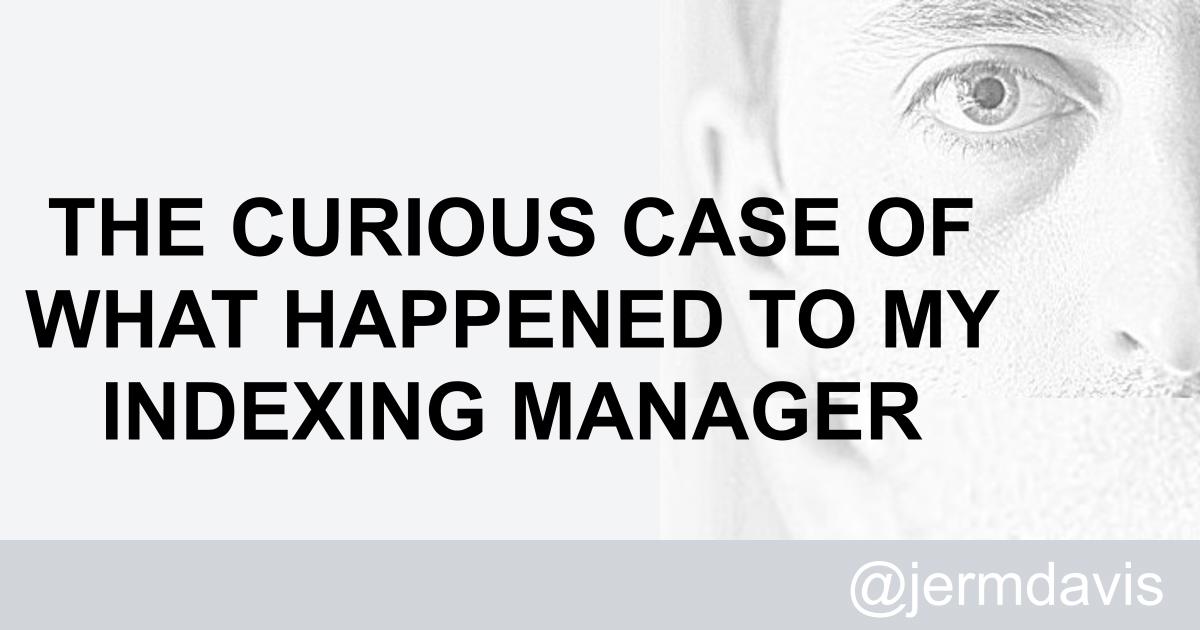 THE CURIOUS CASE OF
WHAT HAPPENED TO MY
INDEXING MANAGER
@jermdavis